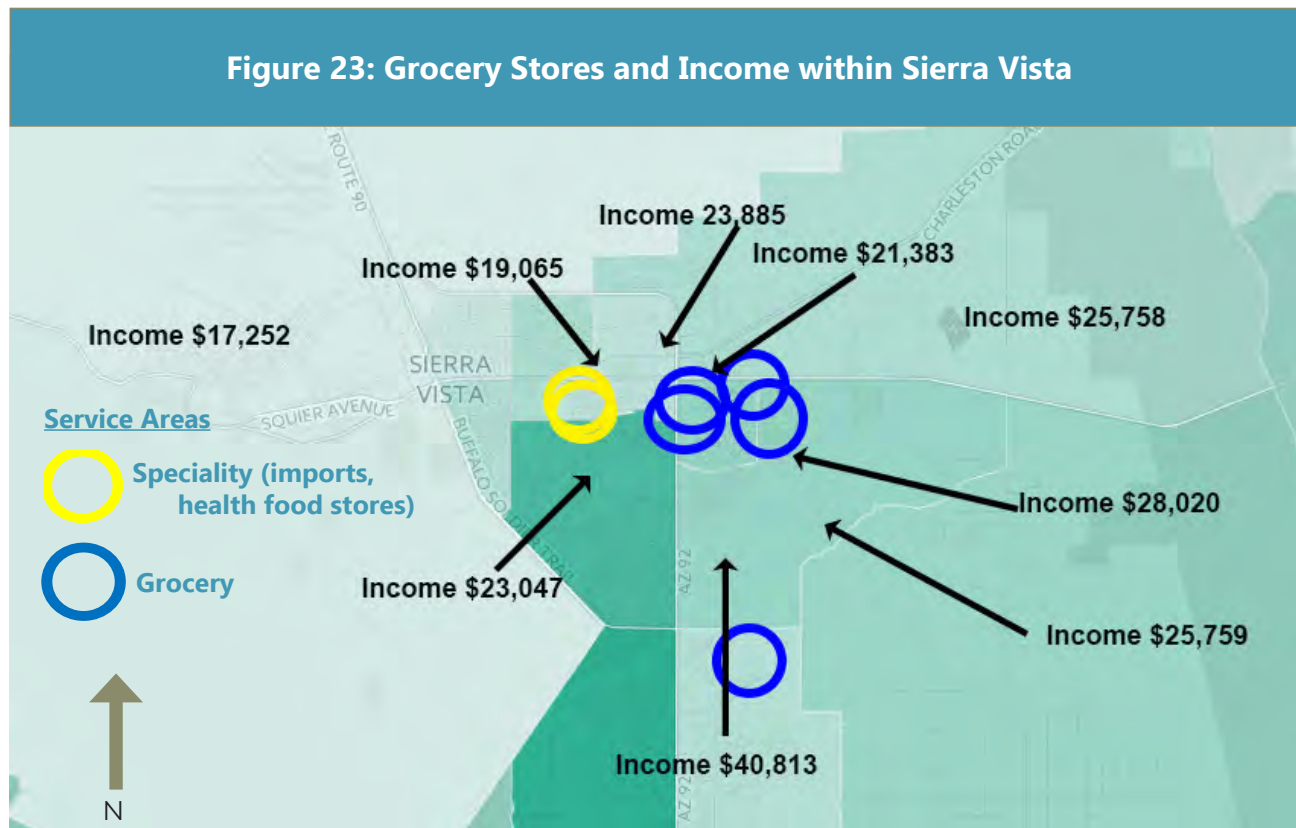 Figure 23: Grocery Stores and Income within Sierra Vista
ROUTE 90
CHARLESTON ROAD
Income 23,885
Income $21,383
Income $19,065
Income $25,758
Income $17,252
SIERRA
VISTA
SQUIER AVENUE
BUFFALO SOLDIER TRAIL
Service Areas
Speciality (imports,
health food stores)
Grocery
Income $28,020
Income $23,047
AZ 92
Income $25,759
Income $40,813
AZ 92
N